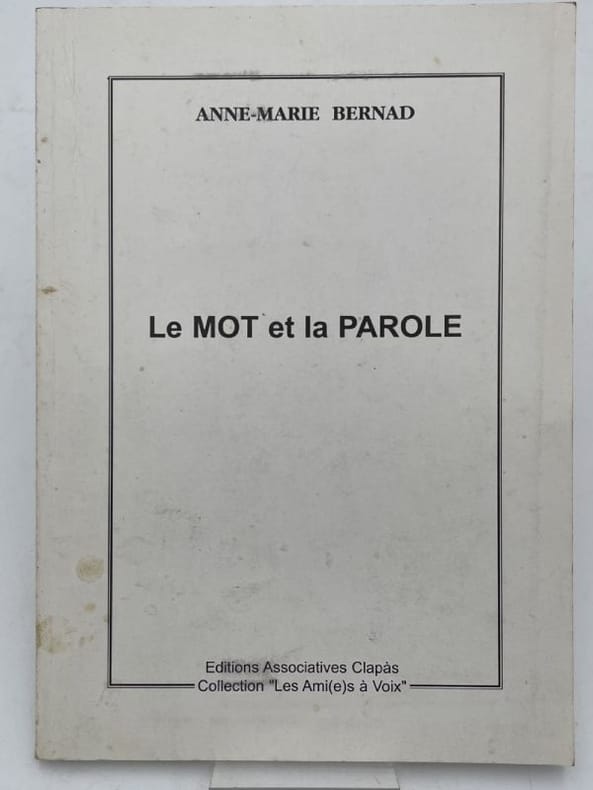 ANNE-MARIE BERNAD
Le MOT et la PAROLE
Editions Associatives Clapàs
Collection "Les Ami(e)s à Voix"